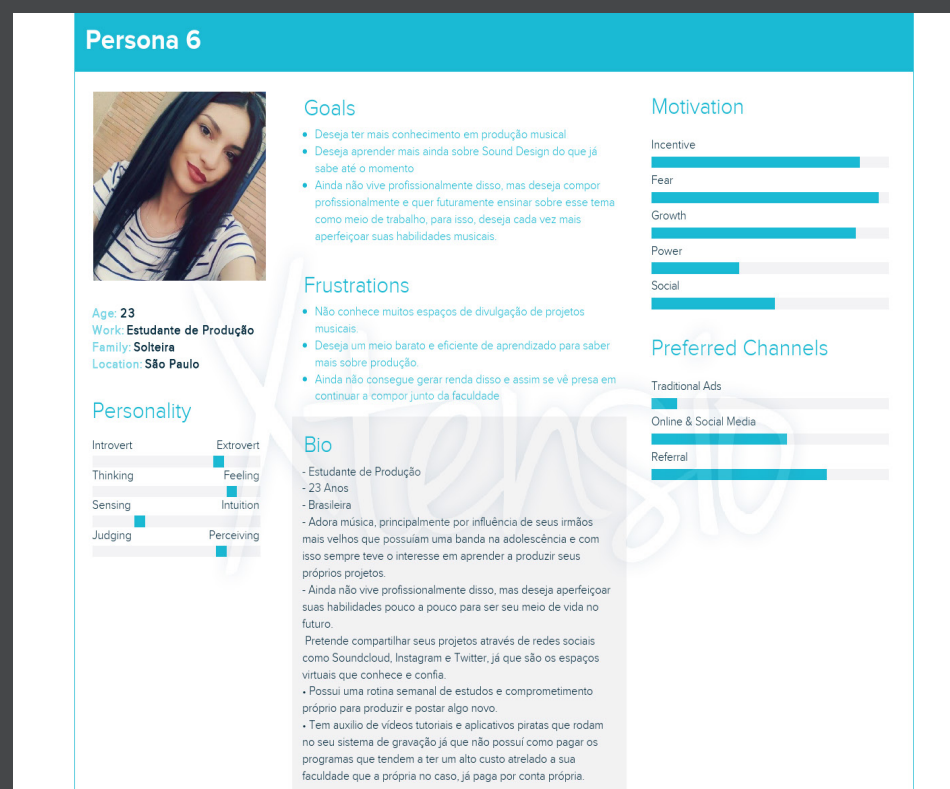 Persona 6
Age: 23
Work: Estudante de Produção
Family: Solteira
Location: São Paulo
Personality
Introvert Extrovert
Thinking Feeling
Sensing Intuition
Judging Perceiving
Goals
Deseja ter mais conhecimento em produção musical
Deseja aprender mais ainda sobre Sound Design do que já
sabe até o momento
Ainda não vive profissionalmente disso, mas deseja compor
profissionalmente e quer futuramente ensinar sobre esse tema
como meio de trabalho, para isso, deseja cada vez mais
aperfeiçoar suas habilidades musicais.
Frustrations
Não conhece muitos espaços de divulgação de projetos
musicais.
Deseja um meio barato e eficiente de aprendizado para saber
mais sobre produção.
Ainda não consegue gerar renda disso e assim se vê presa em
continuar a compor junto da faculdade
Bio
- Estudante de Produção
- 23 Anos
- Brasileira
- Adora música, principalmente por influência de seus irmãos
mais velhos que possuíam uma banda na adolescência e com
isso sempre teve o interesse em aprender a produzir seus
próprios projetos.
- Ainda não vive profissionalmente disso, mas deseja aperfeiçoar
suas habilidades pouco a pouco para ser seu meio de vida no
futuro.
Pretende compartilhar seus projetos através de redes sociais
como Soundcloud, Instagram e Twitter, já que são os espaços
virtuais que conhece e confia.
• Possui uma rotina semanal de estudos e comprometimento
próprio para produzir e postar algo novo.
• Tem auxilio de vídeos tutoriais e aplicativos piratas que rodam
no seu sistema de gravação já que não possuí como pagar os
programas que tendem a ter um alto custo atrelado a sua
faculdade que a própria no caso, já paga por conta própria.
Motivation
Incentive
Fear
Growth
Power
Social
Preferred Channels
Traditional Ads
Online & Social Media
Referral
Xtensio